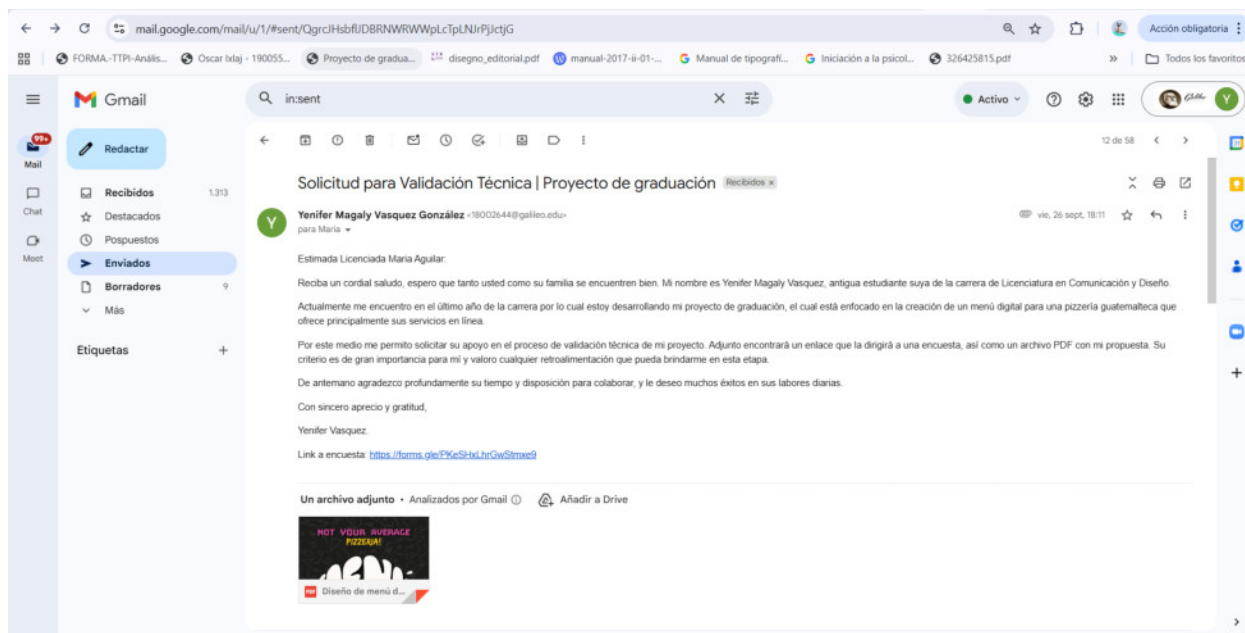 mail.google.com/mail/u/1/#sent/QgrcJHsbfUDBRNWRWWpLcTpLNJrPjJctjG
Acción obligatoria
FORMA.-TTPI-Anális... Oscar Ixlaj - 190055... Proyecto de gradua... disegno_editorial.pdf manual-2017-ii-01-... Manual de tipografí... Iniciación a la psicol... 326425815.pdf » Todos los favoritos
Gmail
in:sent
Activo
Y
99+
Mail
Chat
Meet
Redactar
Recibidos 1.313
Destacados
Pospuestos
Enviados
Borradores 9
Más
Etiquetas +
12 de 58
Solicitud para Validación Técnica | Proyecto de graduación Recibidos x
Y
Yenifer Magaly Vasquez González <18002644@galileo.edu> vie, 26 sept, 18:11
para Maria
Estimada Licenciada Maria Aguilar:
Reciba un cordial saludo, espero que tanto usted como su familia se encuentren bien. Mi nombre es Yenifer Magaly Vasquez, antigua estudiante suya de la carrera de Licenciatura en Comunicación y Diseño.
Actualmente me encuentro en el último año de la carrera por lo cual estoy desarrollando mi proyecto de graduación, el cual está enfocado en la creación de un menú digital para una pizzería guatemalteca que
ofrece principalmente sus servicios en línea.
Por este medio me permito solicitar su apoyo en el proceso de validación técnica de mi proyecto. Adjunto encontrará un enlace que la dirigirá a una encuesta, así como un archivo PDF con mi propuesta. Su
criterio es de gran importancia para mí y valoro cualquier retroalimentación que pueda brindarme en esta etapa.
De antemano agradezco profundamente su tiempo y disposición para colaborar, y le deseo muchos éxitos en sus labores diarias.
Con sincero aprecio y gratitud,
Yenifer Vasquez.
Link a encuesta: https://forms.gle/PKeSHxLhrGwStmxe9
Un archivo adjunto • Analizados por Gmail Añadir a Drive
NOT YOUR AVERAGE
PIZZERIA!
PDF Diseño de menú d...